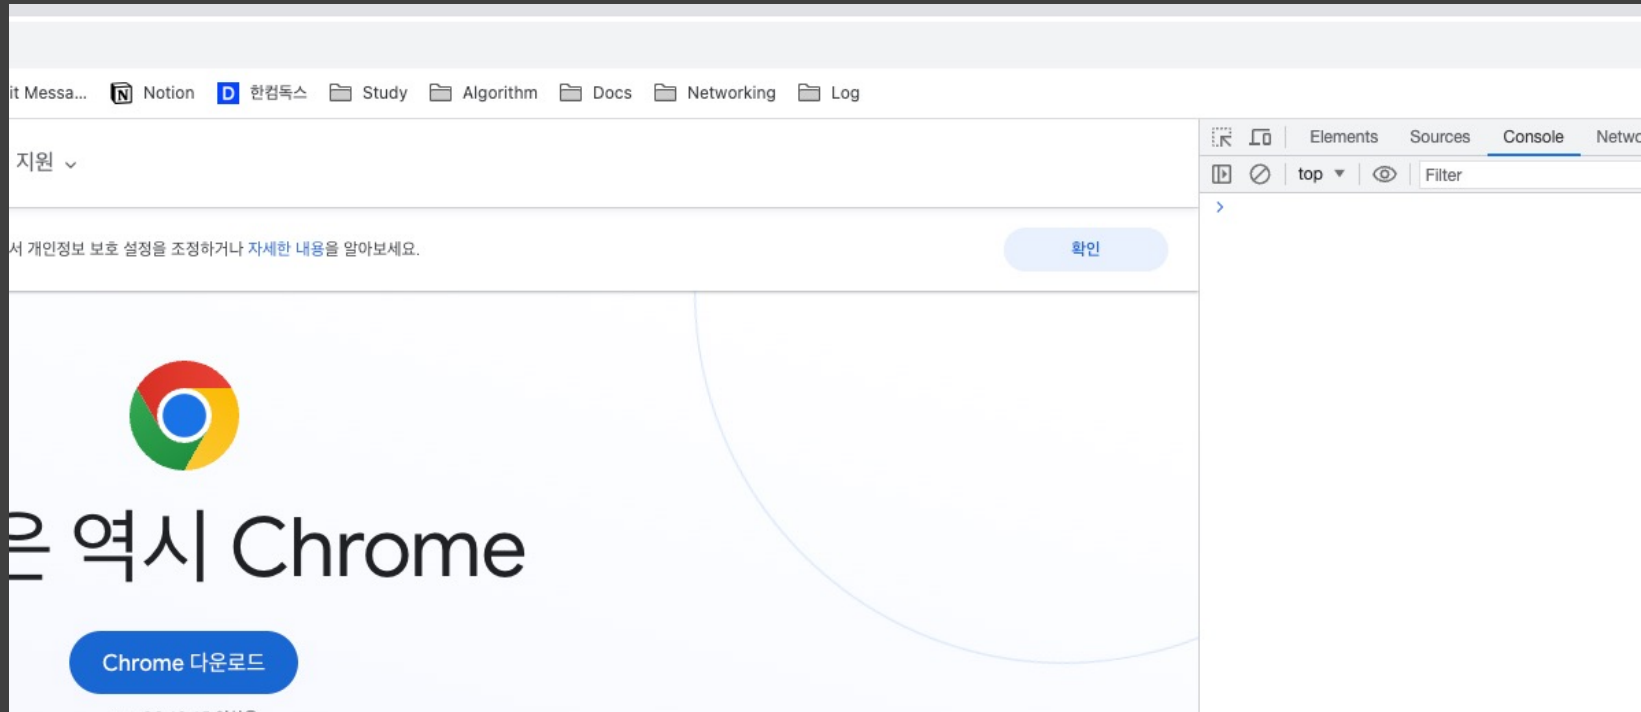 it Messa... Notion D 한컴독스 Study Algorithm Docs Networking Log
지원
Elements Sources Console Netwo
top Filter
서 개인정보 보호 설정을 조정하거나 자세한 내용을 알아보세요. 확인
은 역시 Chrome
Chrome 다운로드